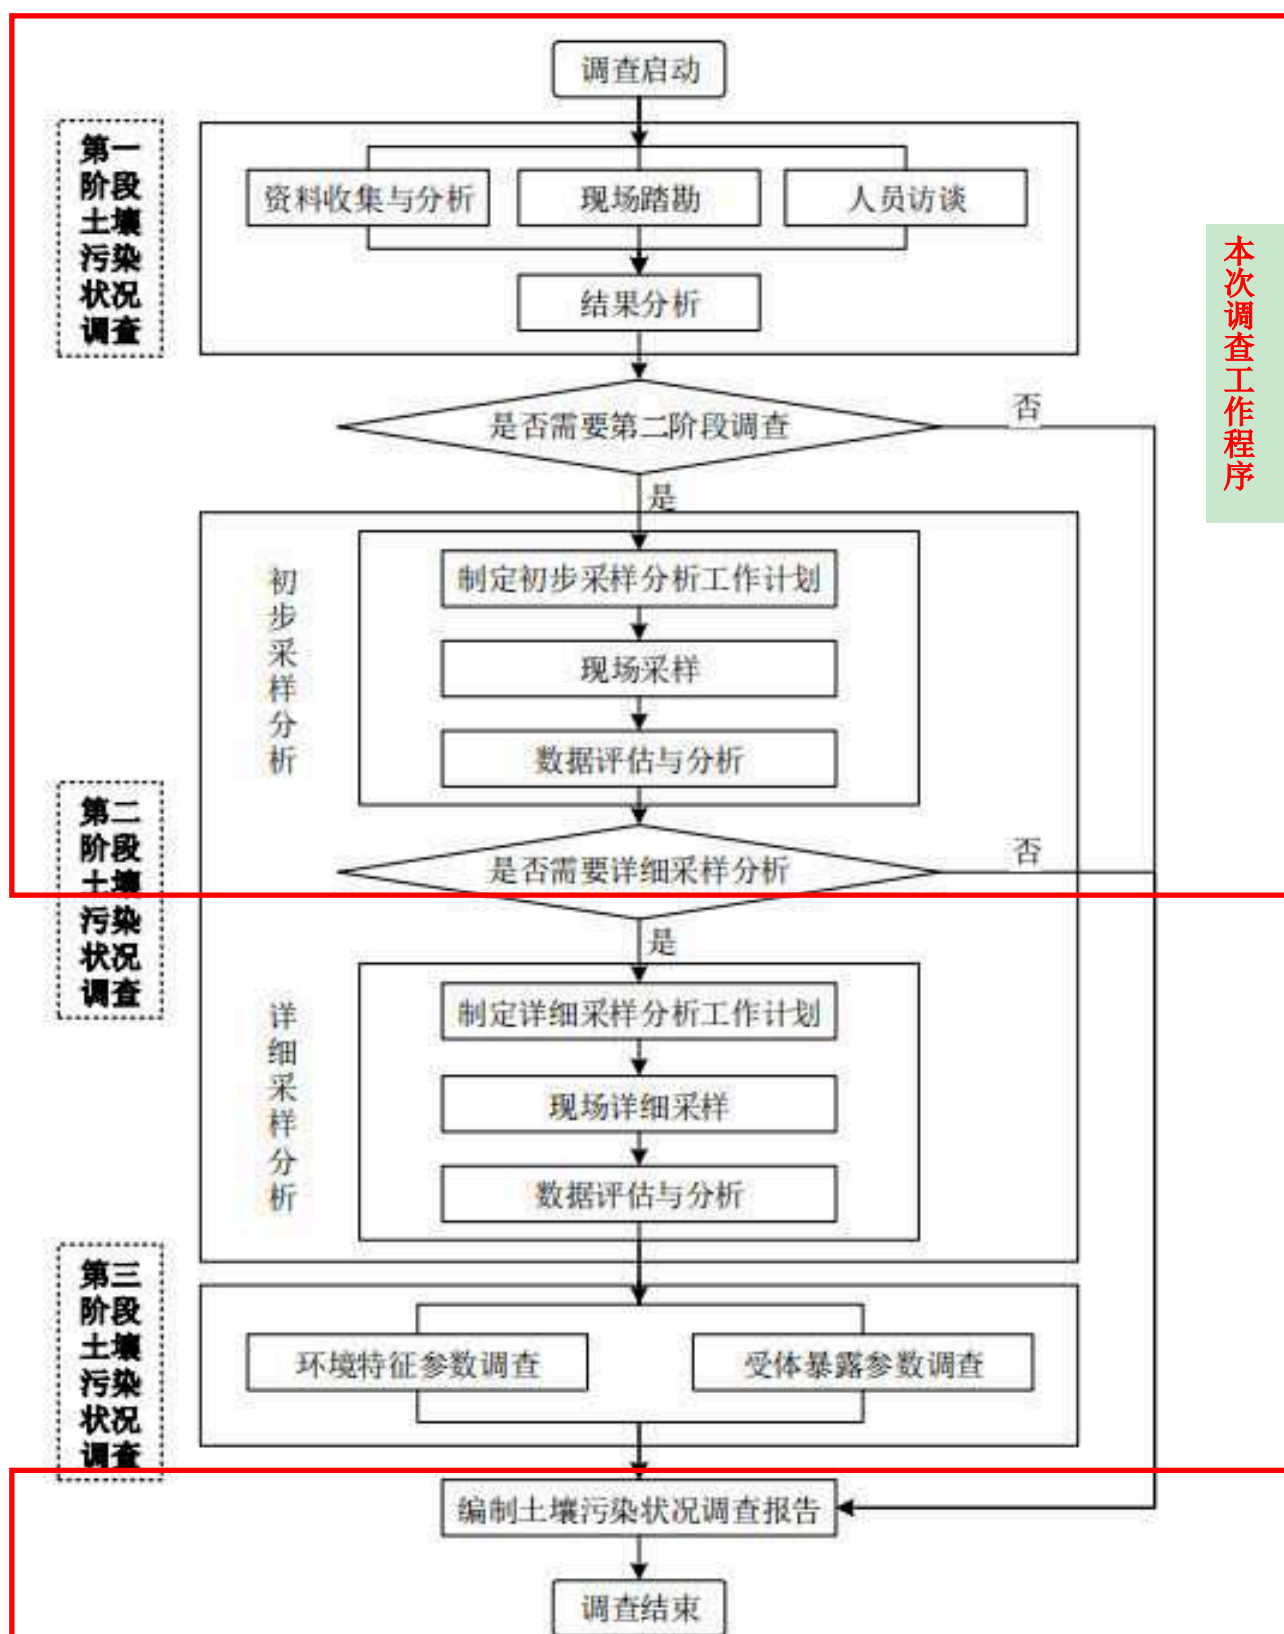 调查启动
第一
阶段
土壤
污染
状况
调查
资料收集与分析
现场踏勘
人员访谈
结果分析
本次调查工作程序
是否需要第二阶段调查
否
是
初步采样分析
制定初步采样分析工作计划
现场采样
数据评估与分析
第二
阶段
土壤
污染
状况
调查
是否需要详细采样分析
否
是
详细采样分析
制定详细采样分析工作计划
现场详细采样
数据评估与分析
第三
阶段
土壤
污染
状况
调查
环境特征参数调查
受体暴露参数调查
编制土壤污染状况调查报告
调查结束